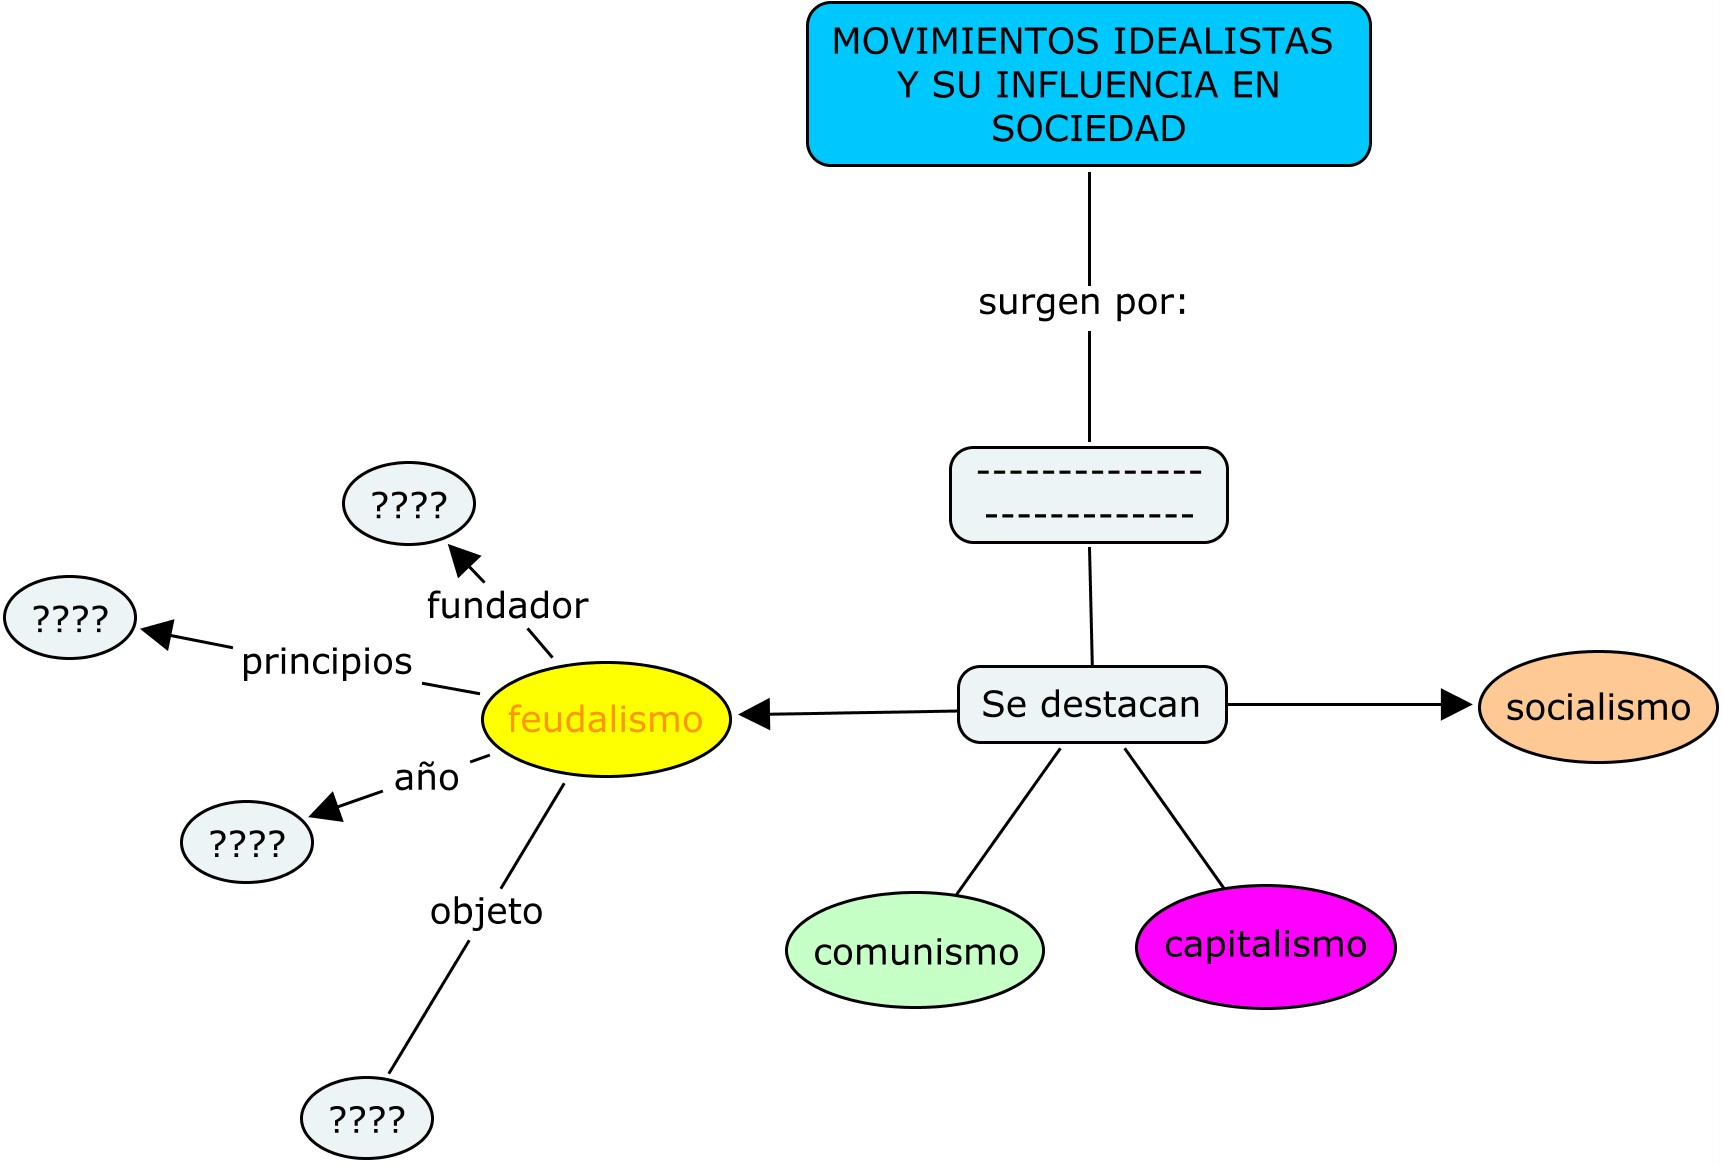 MOVIMIENTOS IDEALISTAS
Y SU INFLUENCIA EN
SOCIEDAD
surgen por:
--------------
-------------
????
fundador
????
principios
feudalismo
Se destacan
socialismo
año
????
objeto
comunismo
capitalismo
????